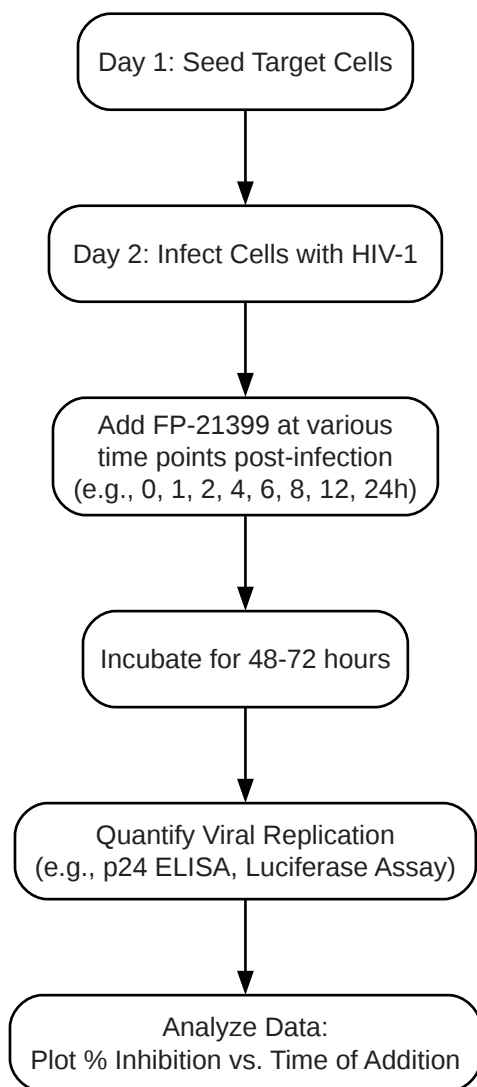 Day 1: Seed Target Cells
Day 2: Infect Cells with HIV-1
Add FP-21399 at various
time points post-infection
(e.g., 0, 1, 2, 4, 6, 8, 12, 24h)
Incubate for 48-72 hours
Quantify Viral Replication
(e.g., p24 ELISA, Luciferase Assay)
Analyze Data:
Plot % Inhibition vs. Time of Addition